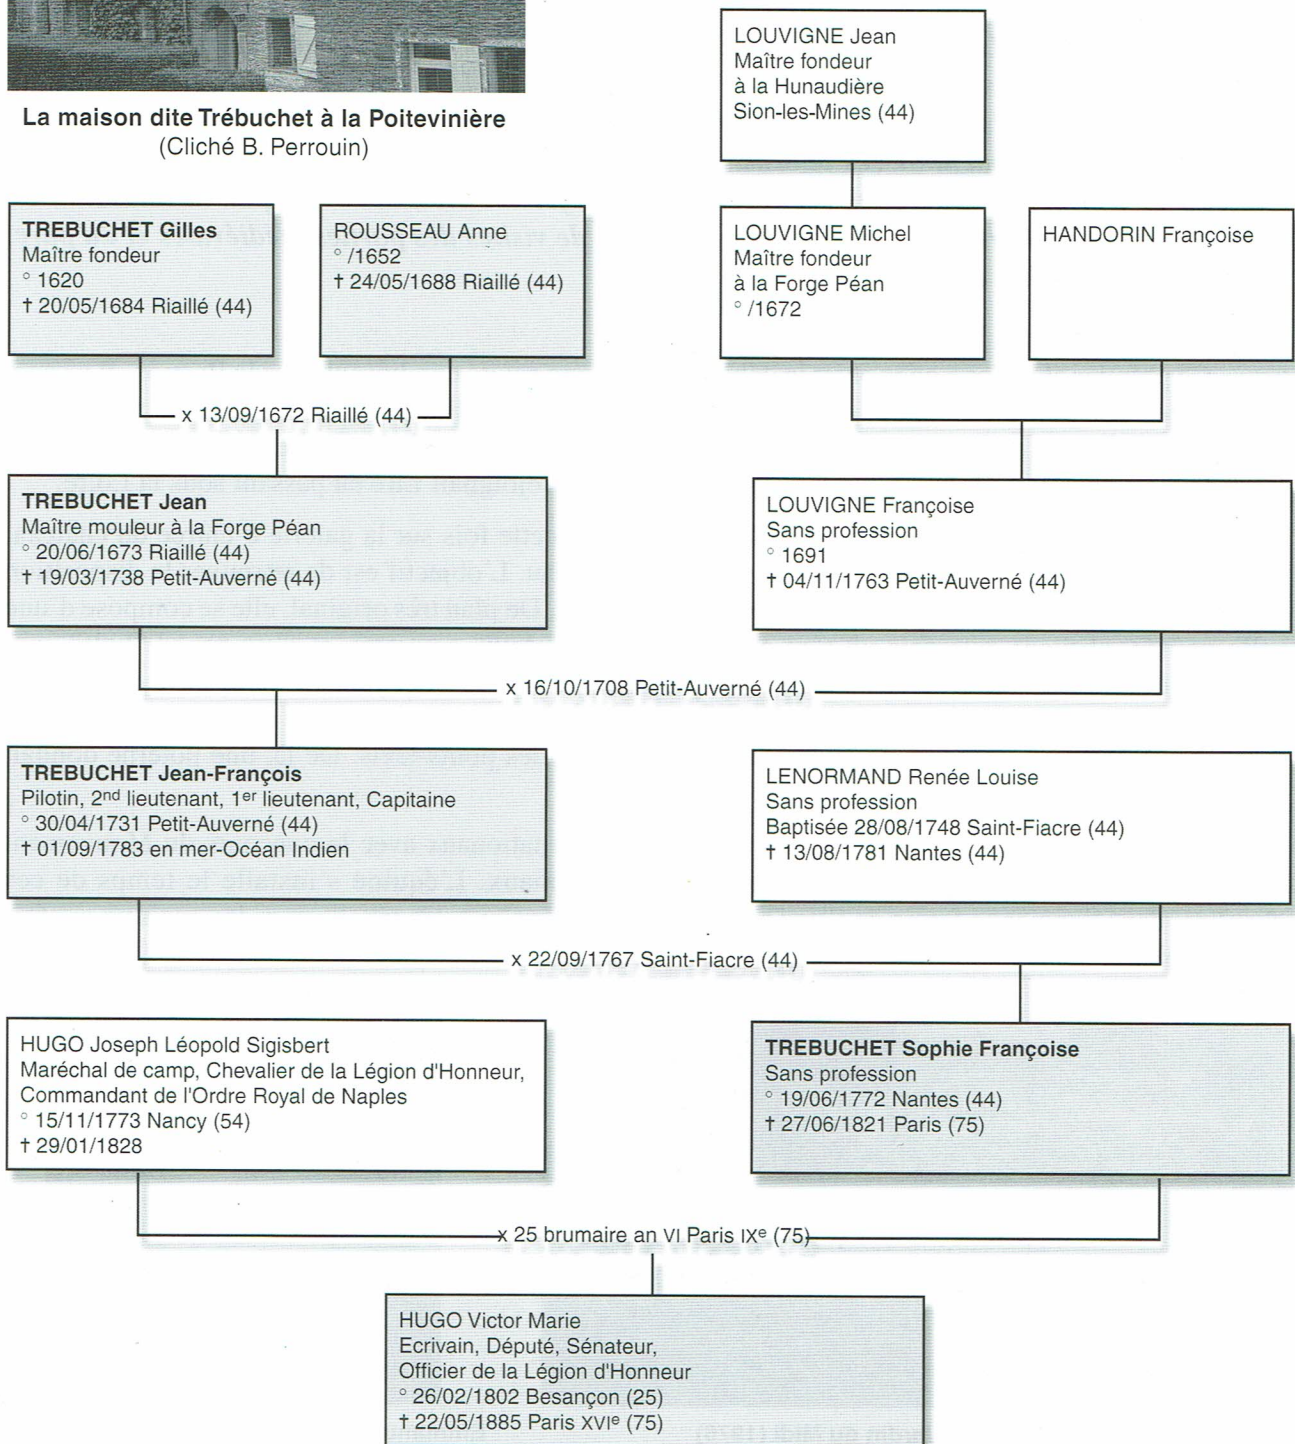 La maison dite Trébuchet à la Poitevinière
(Cliché B. Perrouin)
LOUVIGNE Jean
Maître fondeur
à la Hunaudière
Sion-les-Mines (44)
TREBUCHET Gilles
Maître fondeur
° 1620
† 20/05/1684 Riaillé (44)
ROUSSEAU Anne
° /1652
† 24/05/1688 Riaillé (44)
LOUVIGNE Michel
Maître fondeur
à la Forge Péan
° /1672
HANDORIN Françoise
x 13/09/1672 Riaillé (44)
TREBUCHET Jean
Maître mouleur à la Forge Péan
° 20/06/1673 Riaillé (44)
† 19/03/1738 Petit-Auverné (44)
LOUVIGNE Françoise
Sans profession
° 1691
† 04/11/1763 Petit-Auverné (44)
x 16/10/1708 Petit-Auverné (44)
TREBUCHET Jean-François
Pilotin, 2nd lieutenant, 1er lieutenant, Capitaine
° 30/04/1731 Petit-Auverné (44)
† 01/09/1783 en mer-Océan Indien
LENORMAND Renée Louise
Sans profession
Baptisée 28/08/1748 Saint-Fiacre (44)
† 13/08/1781 Nantes (44)
x 22/09/1767 Saint-Fiacre (44)
HUGO Joseph Léopold Sigisbert
Maréchal de camp, Chevalier de la Légion d'Honneur,
Commandant de l'Ordre Royal de Naples
° 15/11/1773 Nancy (54)
† 29/01/1828
TREBUCHET Sophie Françoise
Sans profession
° 19/06/1772 Nantes (44)
† 27/06/1821 Paris (75)
x 25 brumaire an VI Paris IXe (75)
HUGO Victor Marie
Ecrivain, Député, Sénateur,
Officier de la Légion d'Honneur
° 26/02/1802 Besançon (25)
† 22/05/1885 Paris XVIe (75)